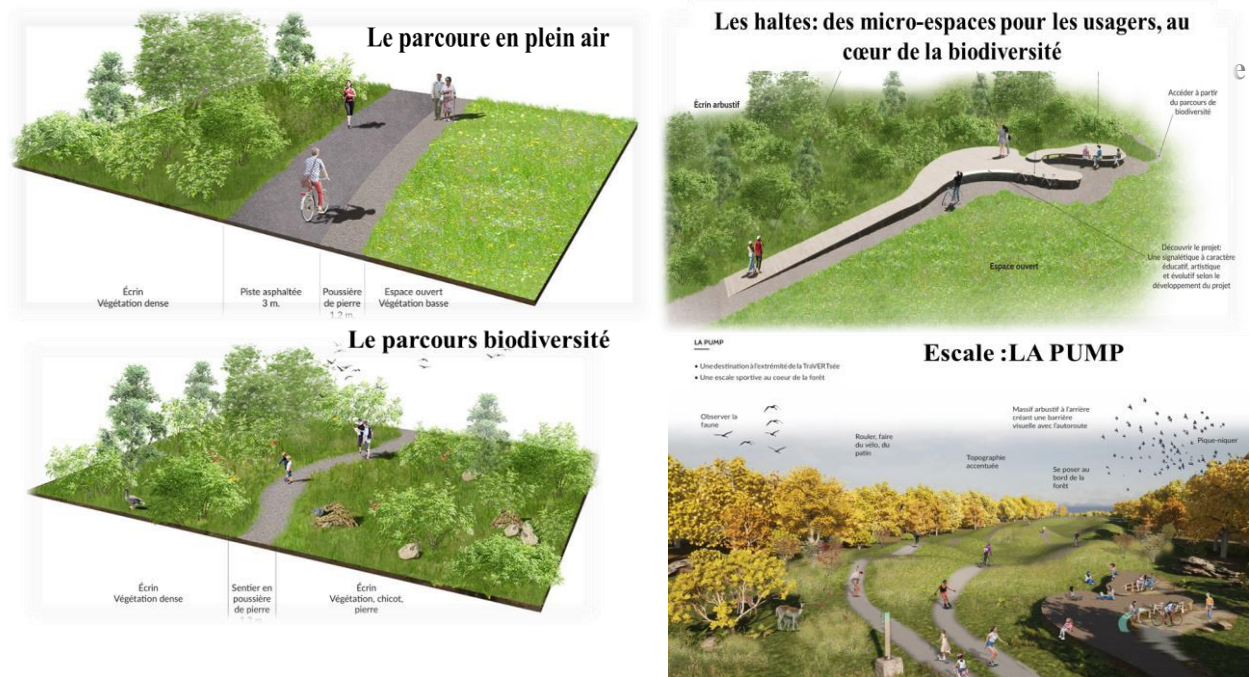 Le parcoure en plein air
Écrin
Végétation dense
Piste asphaltée
3 m.
Poussière
de pierre
1.2 m.
Espace ouvert
Végétation basse
Les haltes: des micro-espaces pour les usagers, au
cœur de la biodiversité
e
Écrin arbustif
Accéder à partir
du parcours de
biodiversité
Espace ouvert
Découvrir le projet;
Une signalétique à caractère
éducatif, artistique
et évolutif selon le
développement du projet
Le parcours biodiversité
Écrin
Végétation dense
Sentier en
poussière
de pierre
Écrin
Végétation, chicot,
pierre
LA PUMP
Escale :LA PUMP
• Une destination à l'extrémité de la TraVERTsée
• Une escale sportive au coeur de la forêt
Observer la
faune
Rouler, faire
du vélo, du
patin
Topographie
accentuée
Massif arbustif à l'arrière
créant une barrière
visuelle avec l'autoroute
Se poser au
bord de la
forêt
Pique-niquer